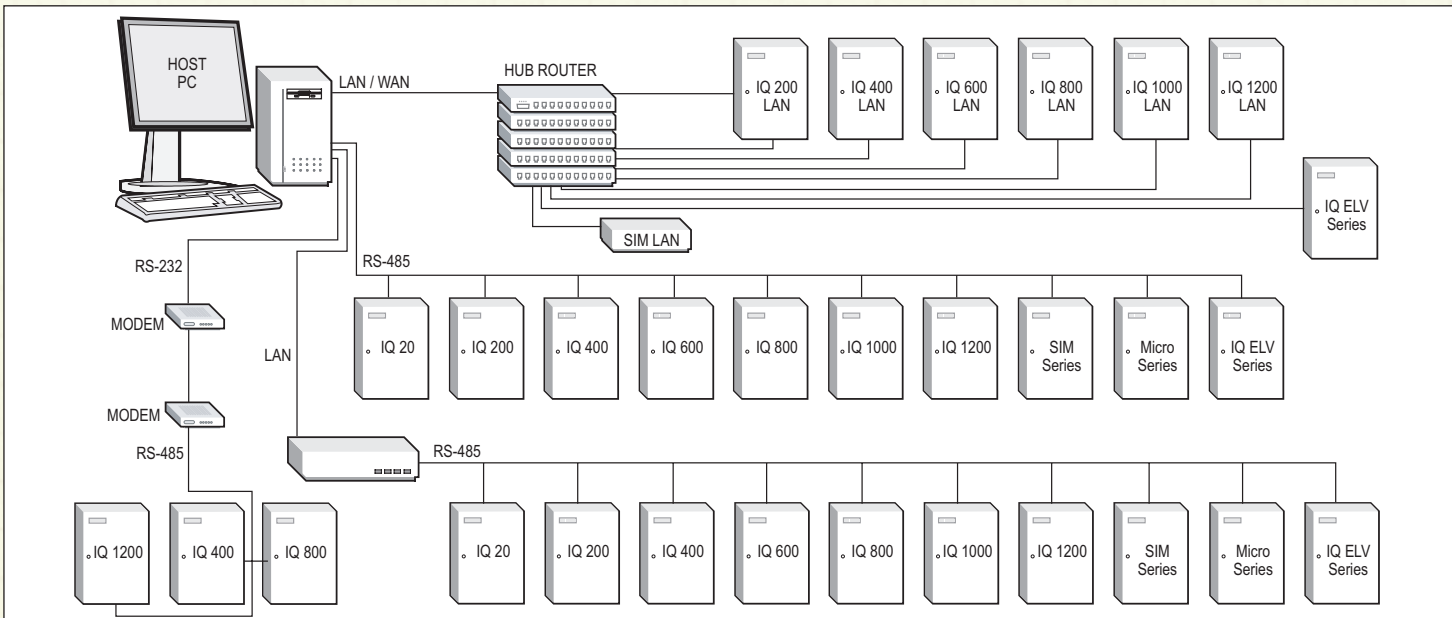 HOST
PC
LAN / WAN
HUB ROUTER
IQ 200
LAN
IQ 400
LAN
IQ 600
LAN
IQ 800
LAN
IQ 1000
LAN
IQ 1200
LAN
IQ ELV
Series
SIM LAN
RS-232
RS-485
MODEM
LAN
IQ 20
IQ 200
IQ 400
IQ 600
IQ 800
IQ 1000
IQ 1200
SIM
Series
Micro
Series
IQ ELV
Series
MODEM
RS-485
RS-485
IQ 1200
IQ 400
IQ 800
IQ 20
IQ 200
IQ 400
IQ 600
IQ 800
IQ 1000
IQ 1200
SIM
Series
Micro
Series
IQ ELV
Series